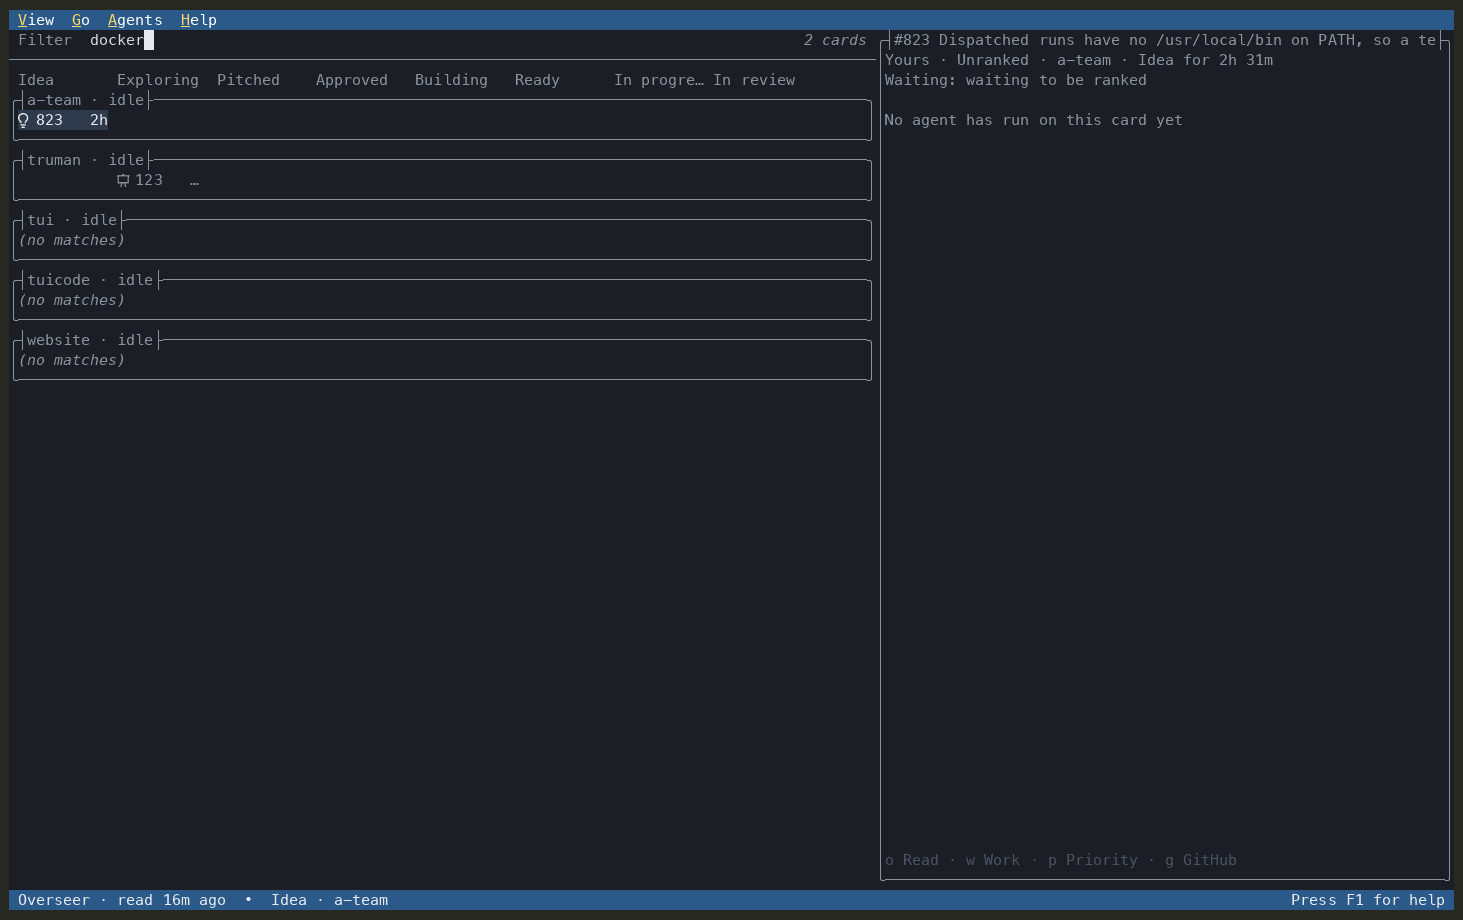 View  Go  Agents  Help
Filter  docker  2 cards
Idea  Exploring  Pitched  Approved  Building  Ready  In progre…  In review
a-team · idle
823  2h
truman · idle
123  …
tui · idle
(no matches)
tuicode · idle
(no matches)
website · idle
(no matches)
#823 Dispatched runs have no /usr/local/bin on PATH, so a te
Yours · Unranked · a-team · Idea for 2h 31m
Waiting: waiting to be ranked
No agent has run on this card yet
o Read · w Work · p Priority · g GitHub
Overseer · read 16m ago  •  Idea · a-team  Press F1 for help